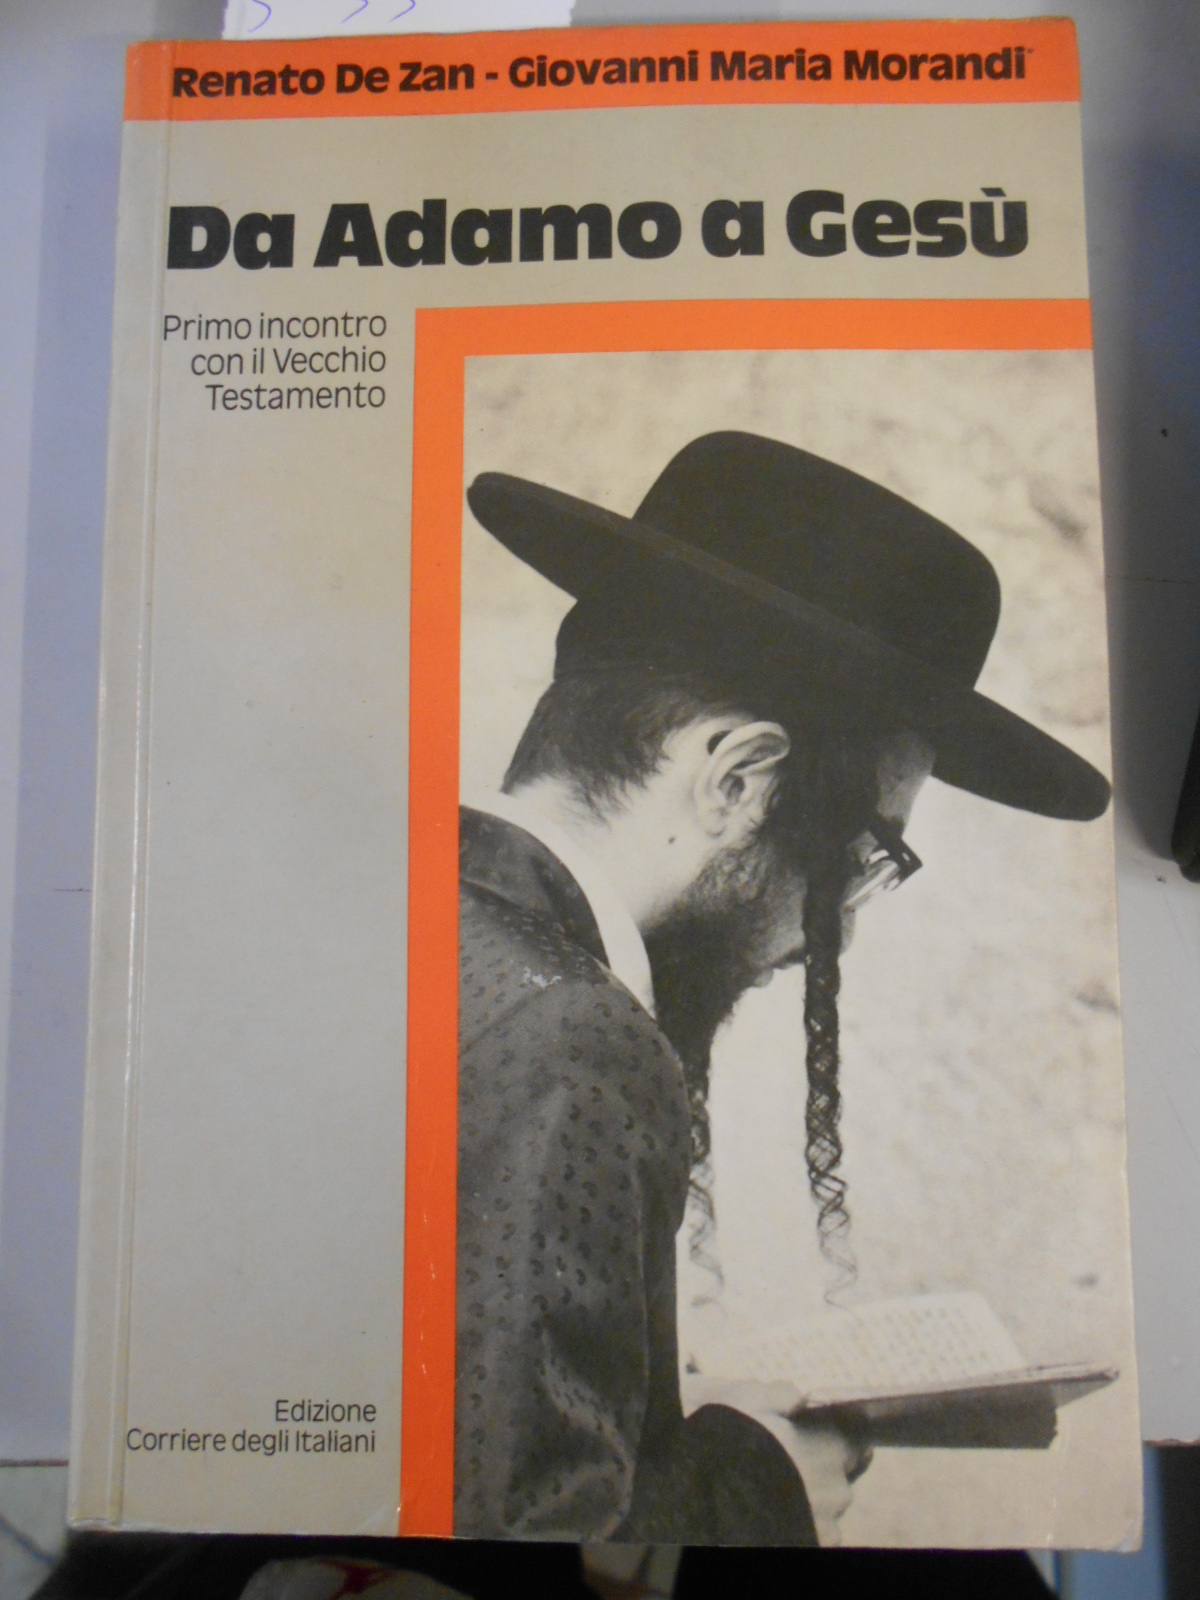 Renato De Zan - Giovanni Maria Morandi
Da Adamo a Gesù
Primo incontro
con il Vecchio
Testamento
Edizione
Corriere degli Italiani